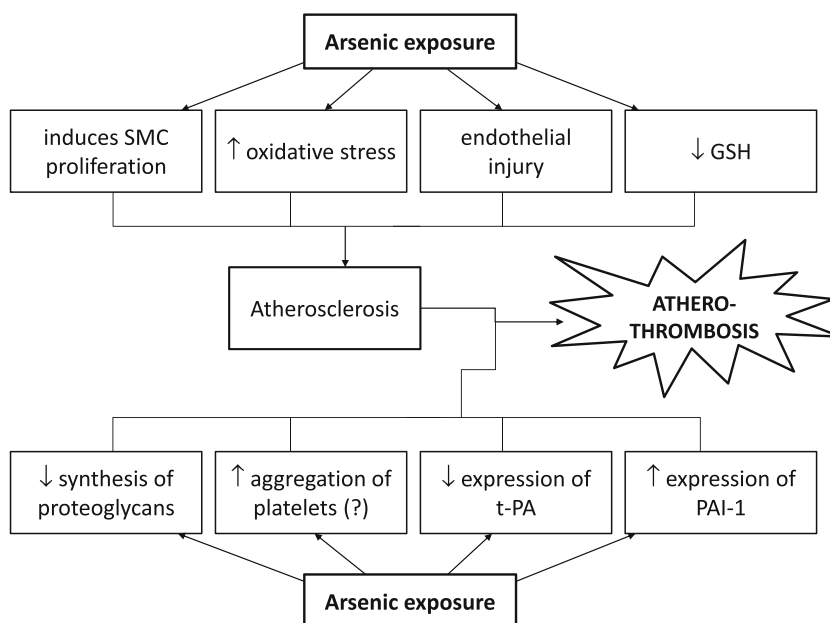 Arsenic exposure
induces SMC
proliferation
↑ oxidative stress
endothelial
injury
↓ GSH
Atherosclerosis
ATHERO-
THROMBOSIS
↓ synthesis of
proteoglycans
↑ aggregation of
platelets (?)
↓ expression of
t-PA
↑ expression of
PAI-1
Arsenic exposure